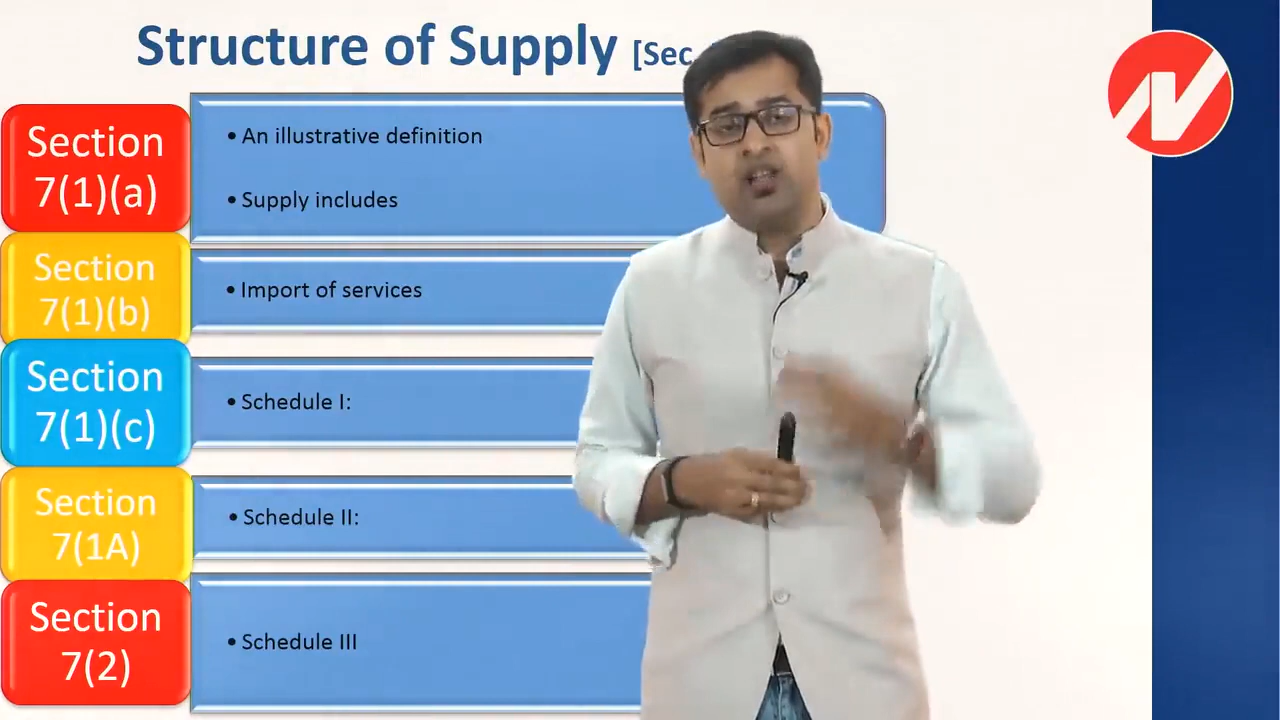 Structure of Supply [Sec.
Section
7(1)(a)
• An illustrative definition
• Supply includes
Section
7(1)(b)
• Import of services
Section
7(1)(c)
• Schedule I:
Section
7(1A)
• Schedule II:
Section
7(2)
• Schedule III